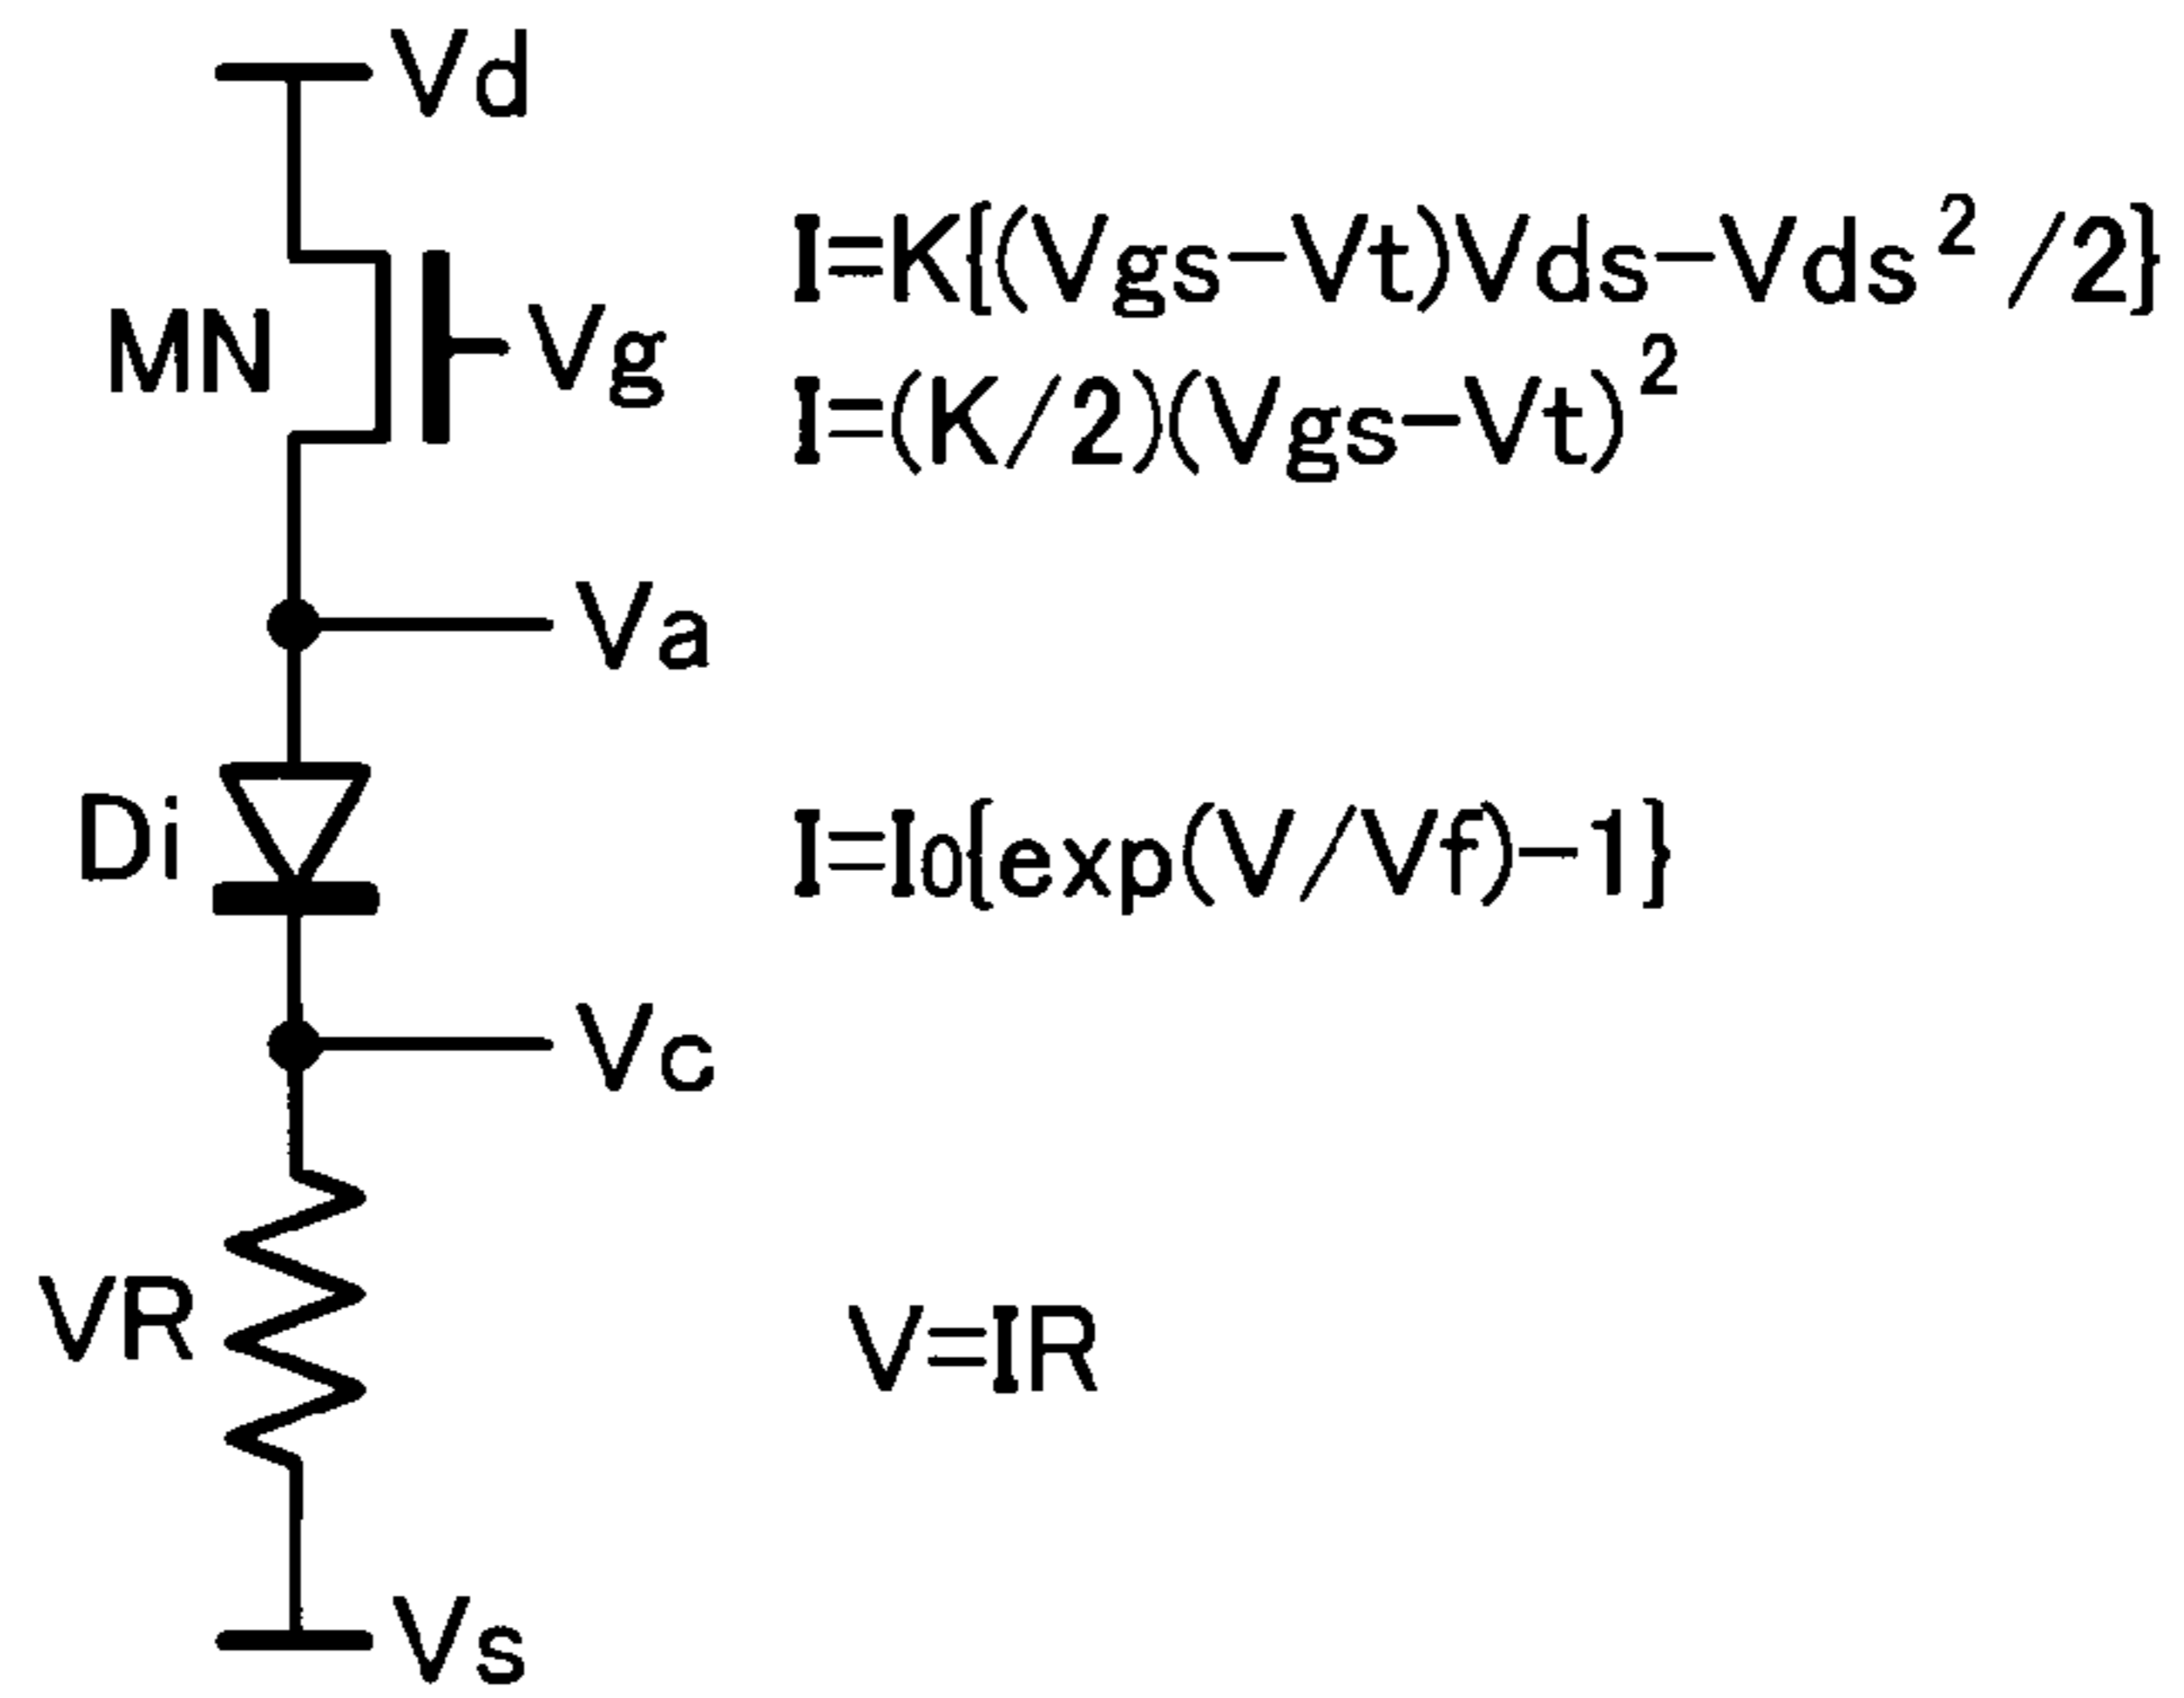 Vd
MN
Vg
I=K{(Vgs−Vt)Vds−Vds²/2}
I=(K/2)(Vgs−Vt)²
Va
Di
I=I₀{exp(V/Vf)−1}
Vc
VR
V=IR
Vs